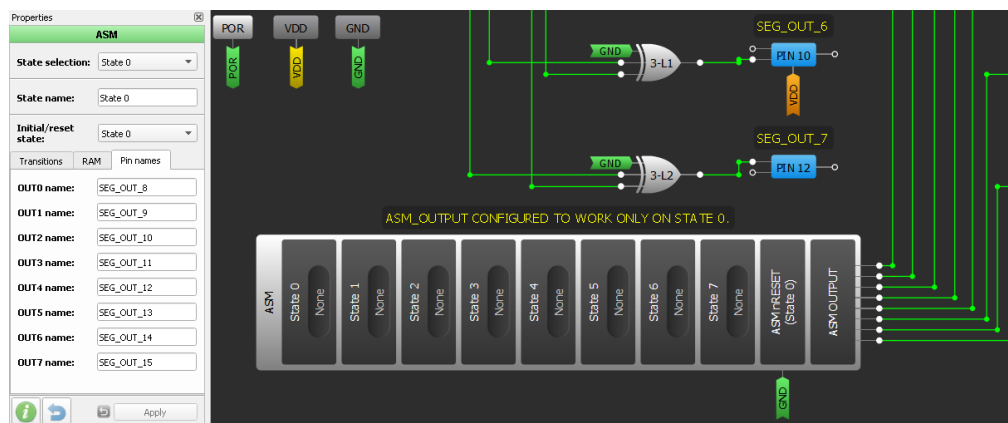 Properties
ASM
State selection: State 0
State name: State 0
Initial/reset state: State 0
Transitions RAM Pin names
OUT0 name: SEG_OUT_8
OUT1 name: SEG_OUT_9
OUT2 name: SEG_OUT_10
OUT3 name: SEG_OUT_11
OUT4 name: SEG_OUT_12
OUT5 name: SEG_OUT_13
OUT6 name: SEG_OUT_14
OUT7 name: SEG_OUT_15
Apply
POR VDD GND
POR VDD GND
SEG_OUT_6
GND 3-L1 PIN 10
VDD
SEG_OUT_7
GND 3-L2 PIN 12
ASM_OUTPUT CONFIGURED TO WORK ONLY ON STATE 0.
ASM
State 0 None
State 1 None
State 2 None
State 3 None
State 4 None
State 5 None
State 6 None
State 7 None
ASM nRESET
(State 0)
ASM OUTPUT
GND